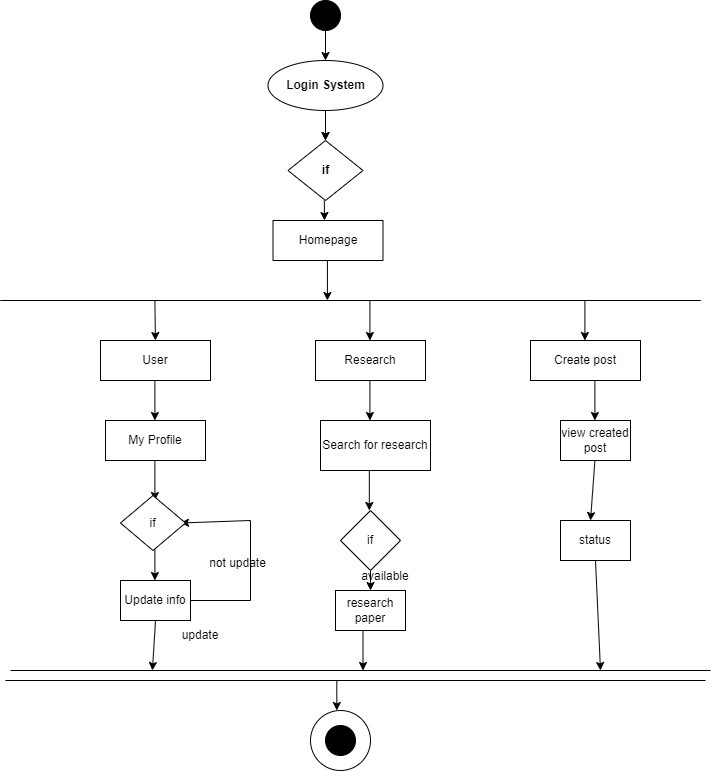 Login System
if
Homepage
User
Research
Create post
My Profile
Search for research
view created
post
if
if
status
not update
available
Update info
research
paper
update